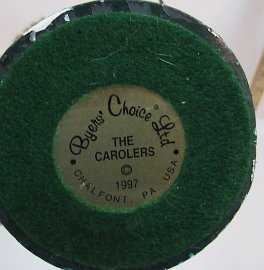 Byers' Choice Ltd
®
THE
CAROLERS
©
1997
• CHALFONT, PA USA •